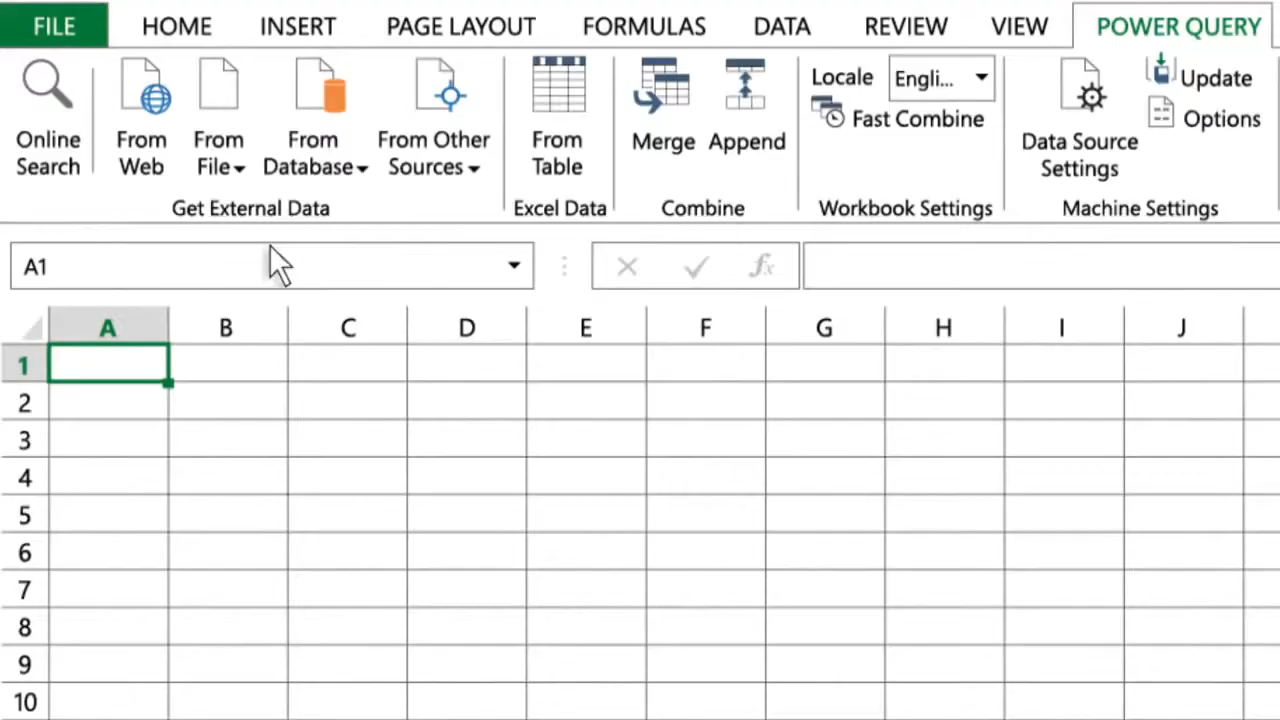 FILE HOME INSERT PAGE LAYOUT FORMULAS DATA REVIEW VIEW POWER QUERY
Online Search
From Web
From File
From Database
From Other Sources
Get External Data
From Table
Excel Data
Merge
Append
Combine
Locale Engli...
Fast Combine
Workbook Settings
Data Source Settings
Update
Options
Machine Settings
A1 fx
A B C D E F G H I J
1
2
3
4
5
6
7
8
9
10